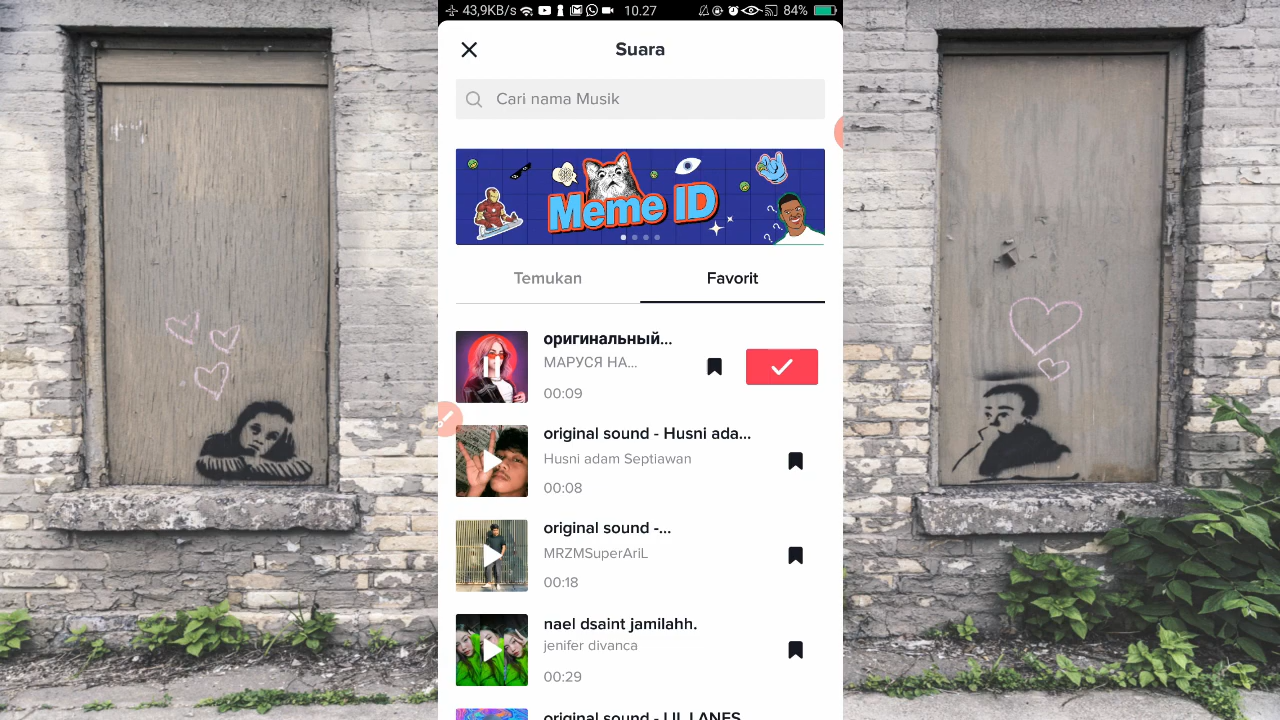 43,9KB/s 10.27 84%
Suara
Cari nama Musik
Meme ID
Temukan Favorit
оригинальный...
МАРУСЯ НА...
00:09
original sound - Husni ada...
Husni adam Septiawan
00:08
original sound -...
MRZMSuperAriL
00:18
nael dsaint jamilahh.
jenifer divanca
00:29
original sound - LIL LANES